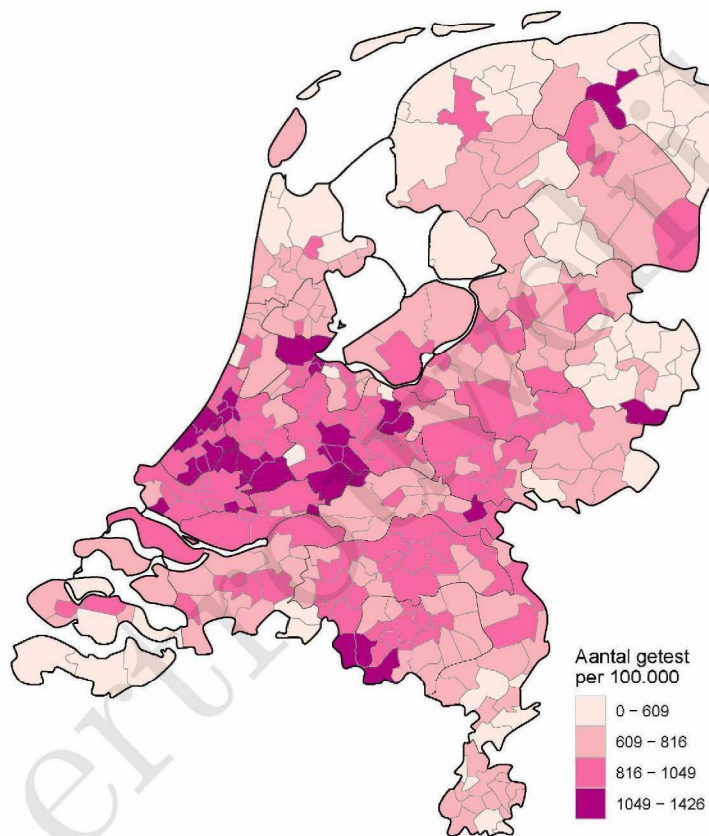 Aantal getest
per 100.000
0 – 609
609 – 816
816 – 1049
1049 – 1426